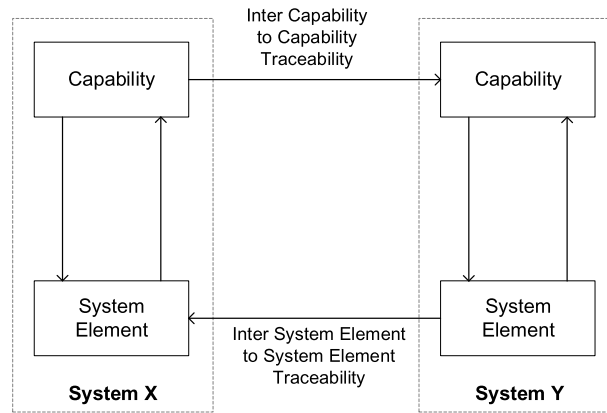 Inter Capability
to Capability
Traceability
Capability
Capability
System
Element
System
Element
Inter System Element
to System Element
Traceability
System X
System Y